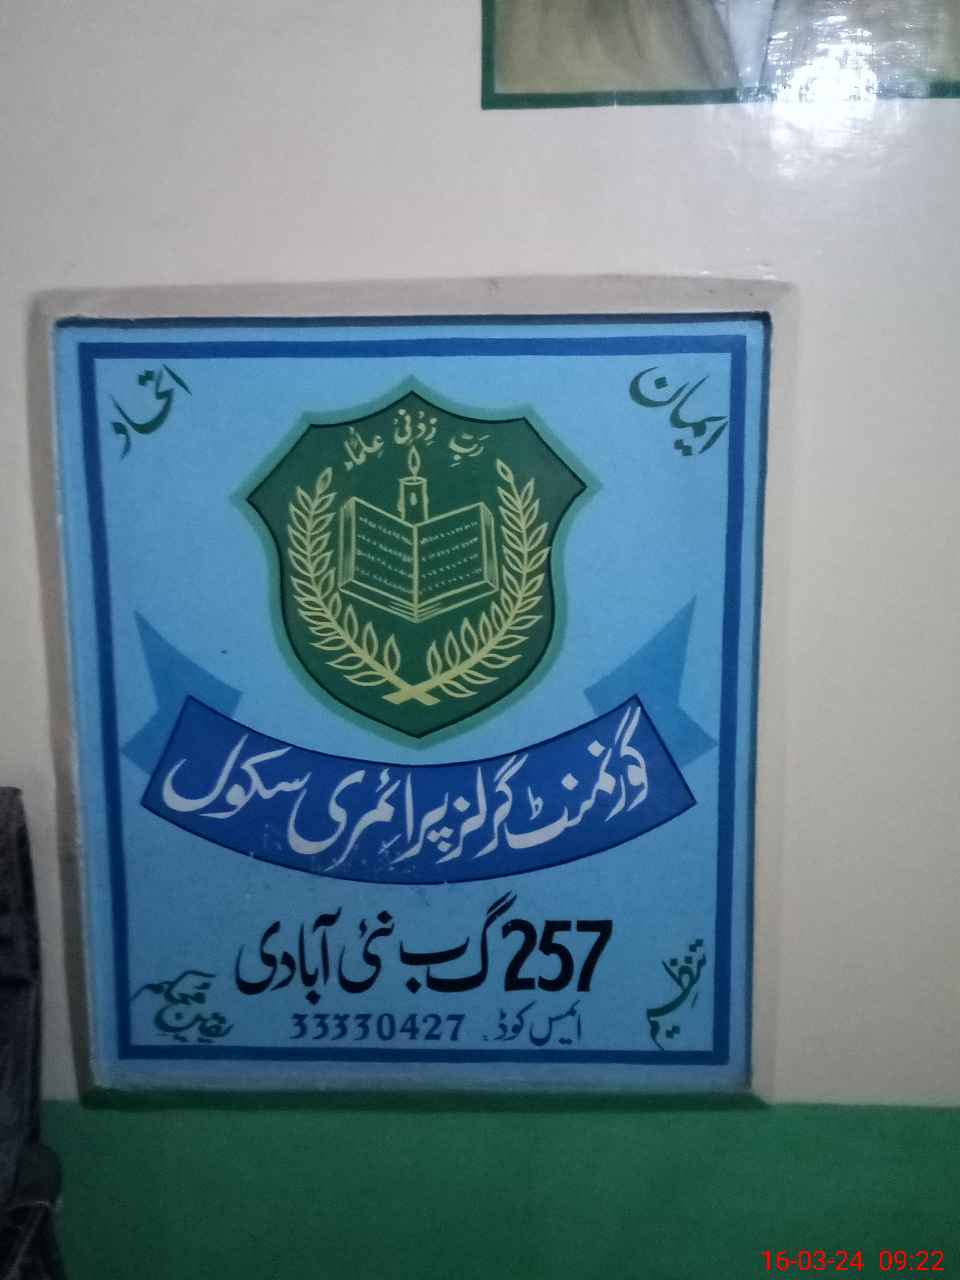 ایمان
اتحاد
رَبِّ زِدْنِیْ عِلْمًا
گورنمنٹ گرلز پرائمری سکول
257 گ ب نئی آبادی
ایمس کوڈ۔ 33330427
تنظیم
یقین محکم
16-03-24 09:22